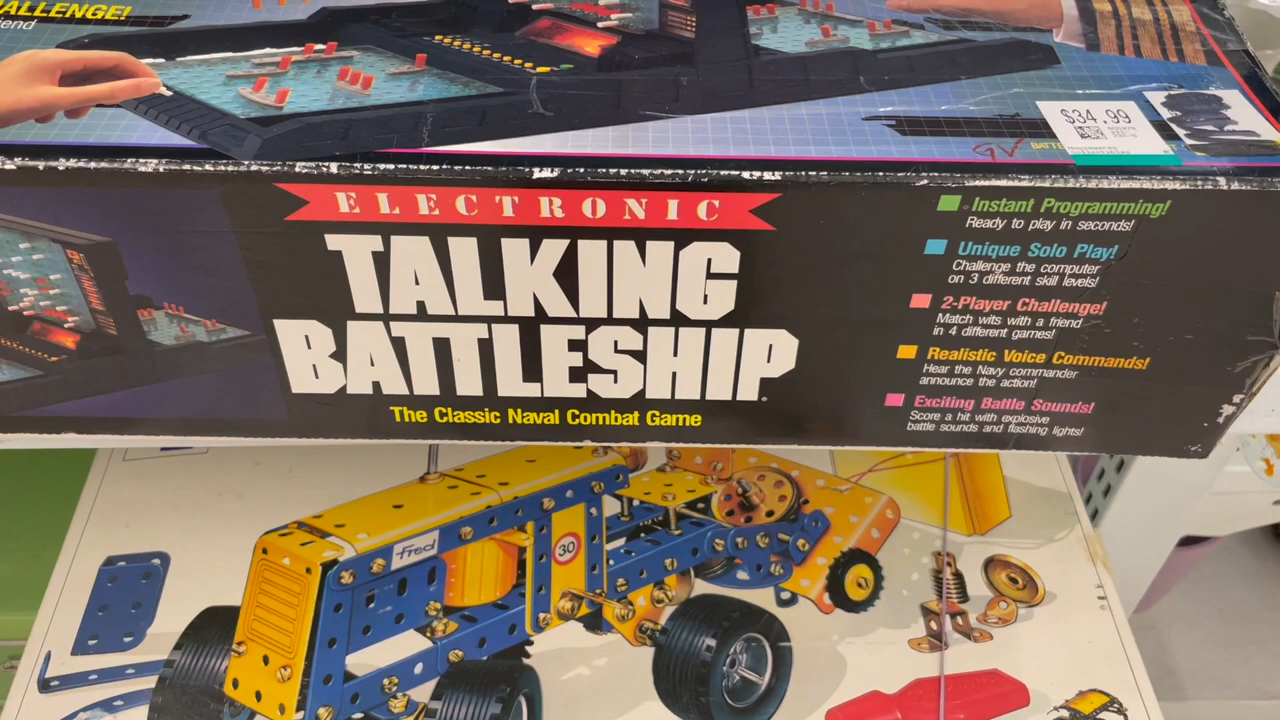 ALLENGE!
iend
$34.99
GV BATTE
ELECTRONIC
TALKING
BATTLESHIP
The Classic Naval Combat Game
Instant Programming!
Ready to play in seconds!
Unique Solo Play!
Challenge the computer
on 3 different skill levels!
2-Player Challenge!
Match wits with a friend
in 4 different games!
Realistic Voice Commands!
Hear the Navy commander
announce the action!
Exciting Battle Sounds!
Score a hit with explosive
battle sounds and flashing lights!
Fred
30